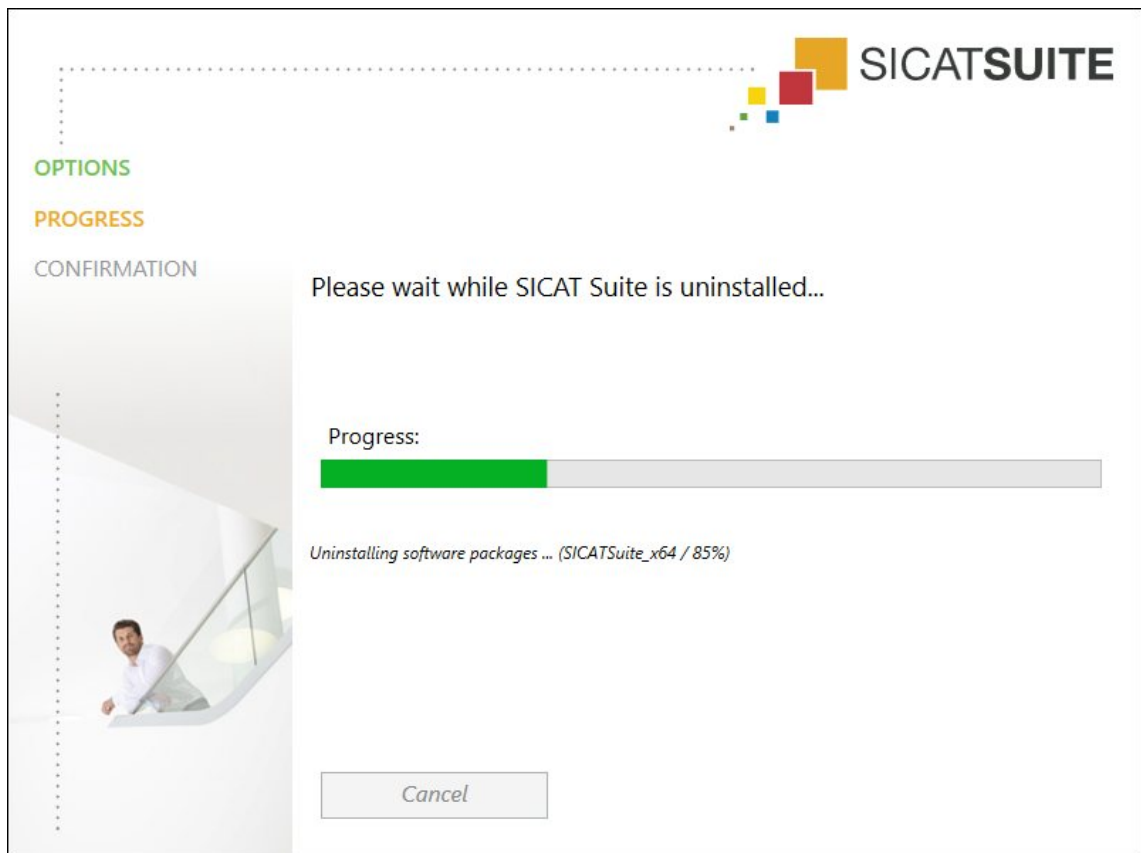 SICATSUITE
OPTIONS
PROGRESS
CONFIRMATION
Please wait while SICAT Suite is uninstalled...
Progress:
Uninstalling software packages ... (SICATSuite_x64 / 85%)
Cancel